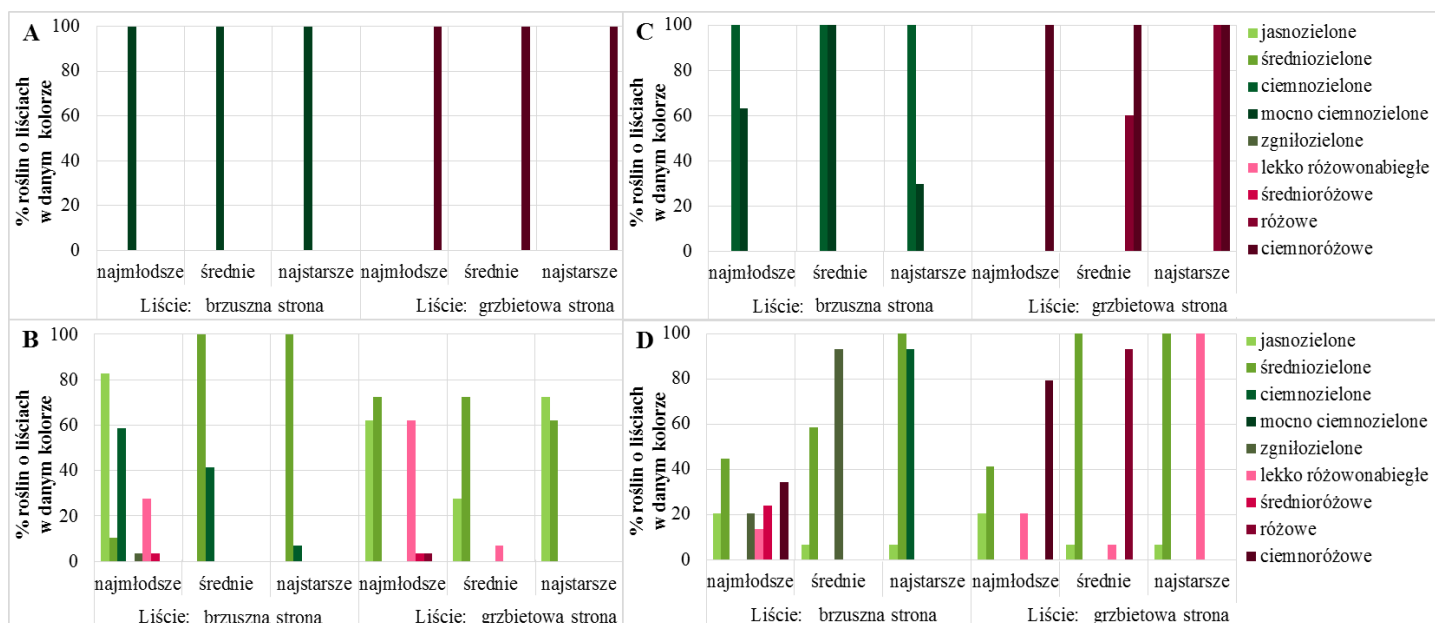 A
% roślin o liściach
w danym kolorze
100
80
60
40
20
0
najmłodsze średnie najstarsze najmłodsze średnie najstarsze
Liście: brzuszna strona Liście: grzbietowa strona
C
% roślin o liściach
w danym kolorze
100
80
60
40
20
0
najmłodsze średnie najstarsze najmłodsze średnie najstarsze
Liście: brzuszna strona Liście: grzbietowa strona
jasnozielone
średniozielone
ciemnozielone
mocno ciemnozielone
zgniłozielone
lekko różowonabiegłe
średnioróżowe
różowe
ciemnoróżowe
B
% roślin o liściach
w danym kolorze
100
80
60
40
20
0
najmłodsze średnie najstarsze najmłodsze średnie najstarsze
Liście: brzuszna strona Liście: grzbietowa strona
D
% roślin o liściach
w danym kolorze
100
80
60
40
20
0
najmłodsze średnie najstarsze najmłodsze średnie najstarsze
Liście: brzuszna strona Liście: grzbietowa strona
jasnozielone
średniozielone
ciemnozielone
mocno ciemnozielone
zgniłozielone
lekko różowonabiegłe
średnioróżowe
różowe
ciemnoróżowe